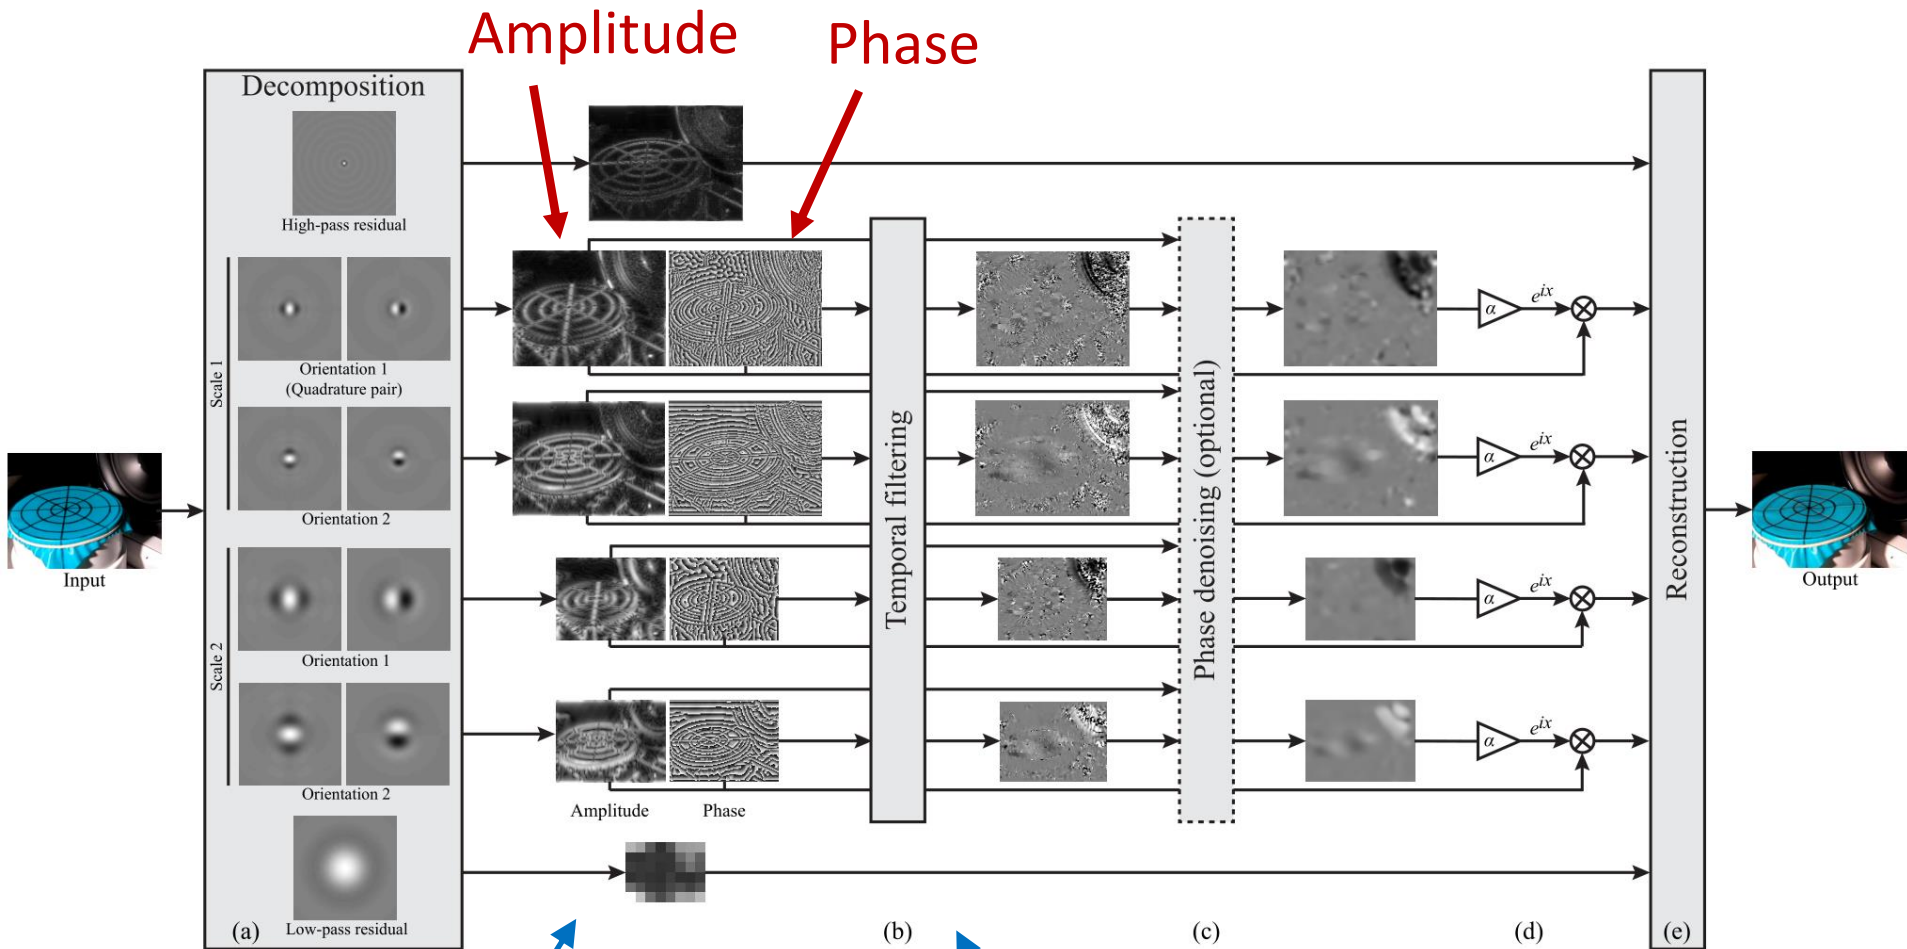 Amplitude
Phase
Decomposition
High-pass residual
Scale 1
Orientation 1
(Quadrature pair)
Orientation 2
Scale 2
Orientation 1
Orientation 2
Low-pass residual
Input
Amplitude
Phase
Temporal filtering
Phase denoising (optional)
α
e^{ix}
α
e^{ix}
α
e^{ix}
α
e^{ix}
Reconstruction
Output
(a)
(b)
(c)
(d)
(e)